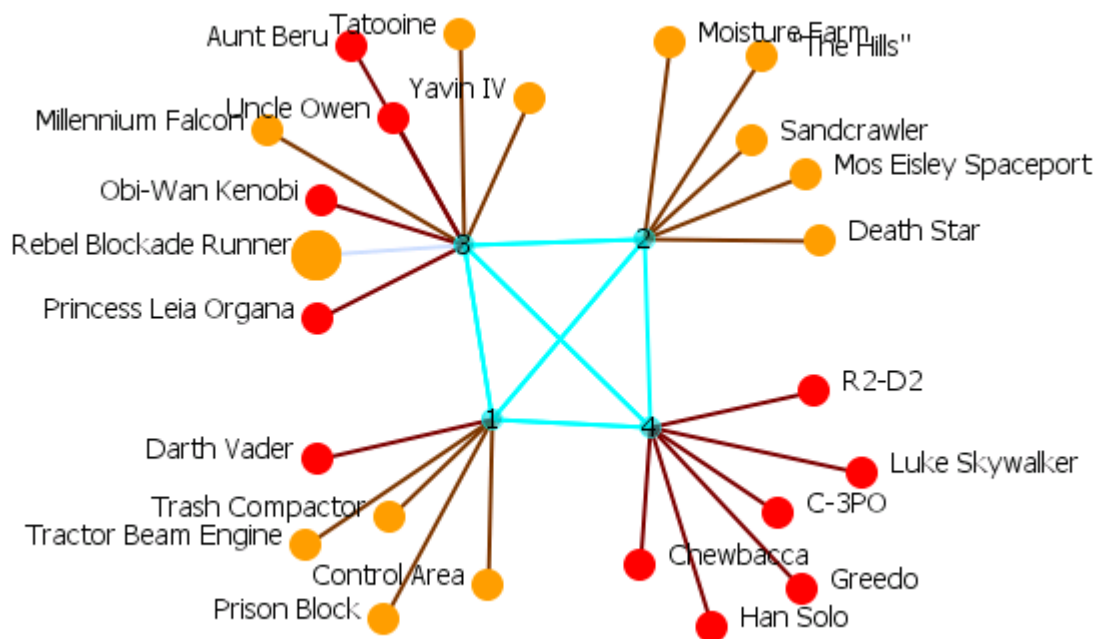 Tatooine
Aunt Beru
Moisture Farm
"The Hills"
Yavin IV
Uncle Owen
Millennium Falcon
Sandcrawler
Mos Eisley Spaceport
Obi-Wan Kenobi
Rebel Blockade Runner
3
2
Death Star
Princess Leia Organa
R2-D2
1
4
Darth Vader
Luke Skywalker
Trash Compactor
C-3PO
Tractor Beam Engine
Chewbacca
Control Area
Greedo
Prison Block
Han Solo